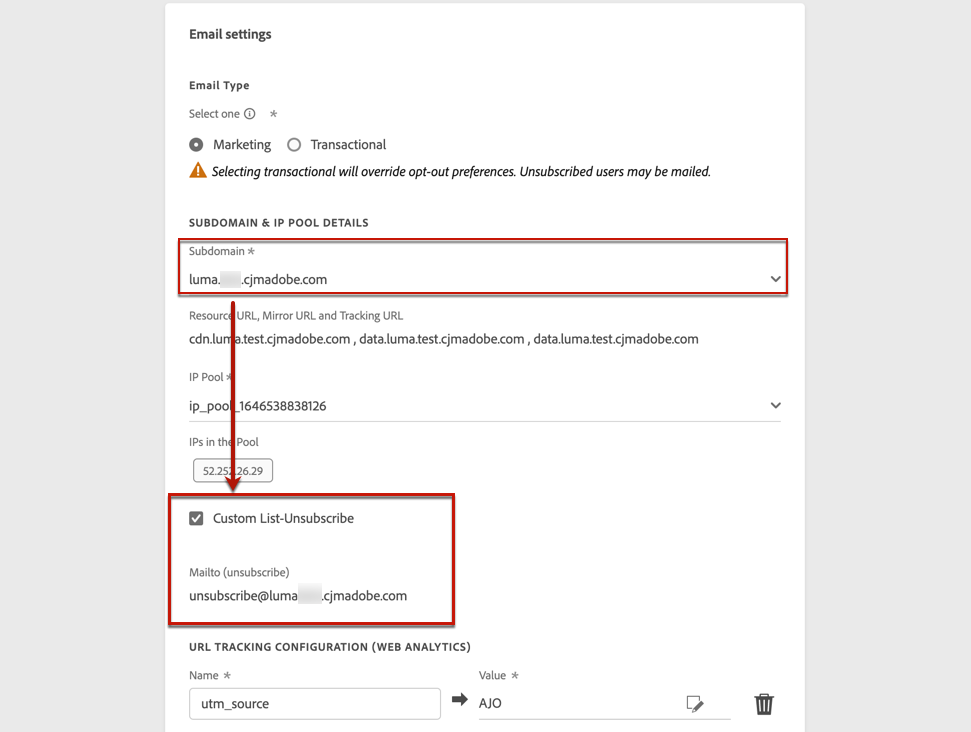 Email settings
Email Type
Select one *
Marketing Transactional
Selecting transactional will override opt-out preferences. Unsubscribed users may be mailed.
SUBDOMAIN & IP POOL DETAILS
Subdomain *
luma. .cjmadobe.com
Resource URL, Mirror URL and Tracking URL
cdn.luma.test.cjmadobe.com , data.luma.test.cjmadobe.com , data.luma.test.cjmadobe.com
IP Pool *
ip_pool_1646538838126
IPs in the Pool
52.252.26.29
Custom List-Unsubscribe
Mailto (unsubscribe)
unsubscribe@luma .cjmadobe.com
URL TRACKING CONFIGURATION (WEB ANALYTICS)
Name * Value *
utm_source AJO